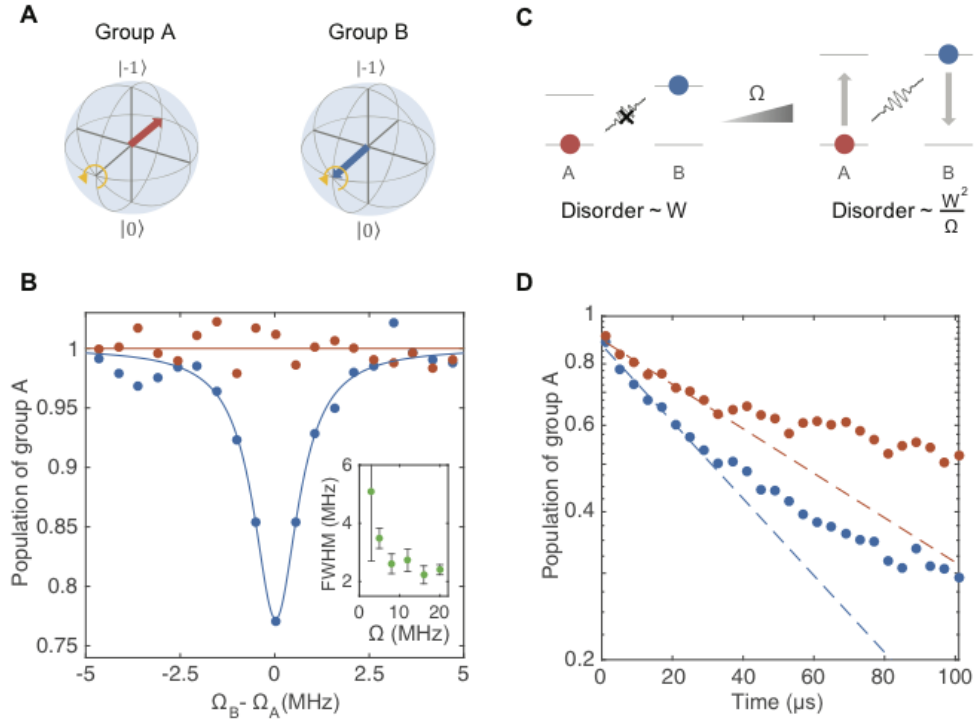 A
Group A
Group B
|-1⟩
|-1⟩
|0⟩
|0⟩
C
Ω
A
B
A
B
Disorder ~ W
Disorder ~ W²/Ω
B
Population of group A
1
0.95
0.9
0.85
0.8
0.75
-5
-2.5
0
2.5
5
Ω_B - Ω_A (MHz)
FWHM (MHz)
6
4
2
0
10
20
Ω (MHz)
D
Population of group A
1
0.8
0.6
0.4
0.2
0
20
40
60
80
100
Time (µs)